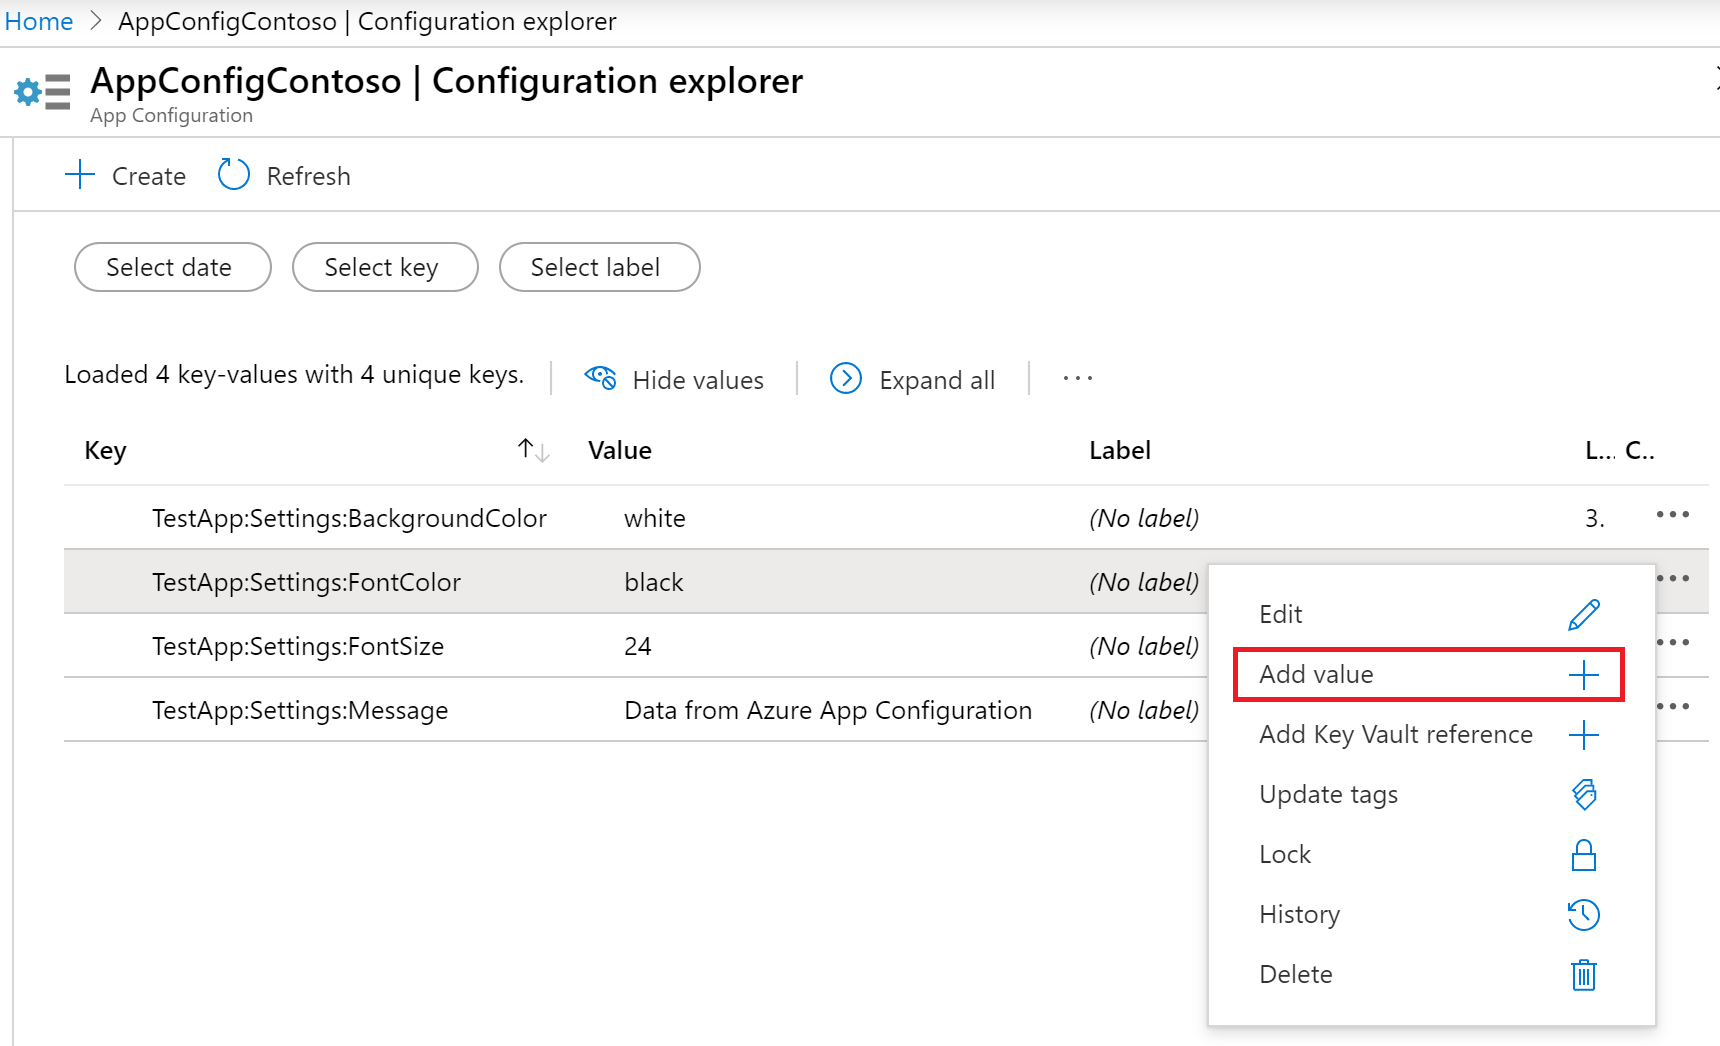 Home > AppConfigContoso | Configuration explorer
AppConfigContoso | Configuration explorer
App Configuration
Create Refresh
Select date Select key Select label
Loaded 4 key-values with 4 unique keys. Hide values Expand all ...
Key Value Label L... C..
TestApp:Settings:BackgroundColor white (No label) 3. ...
TestApp:Settings:FontColor black (No label) ...
TestApp:Settings:FontSize 24 (No label) ...
TestApp:Settings:Message Data from Azure App Configuration (No label) ...
Edit
Add value
Add Key Vault reference
Update tags
Lock
History
Delete